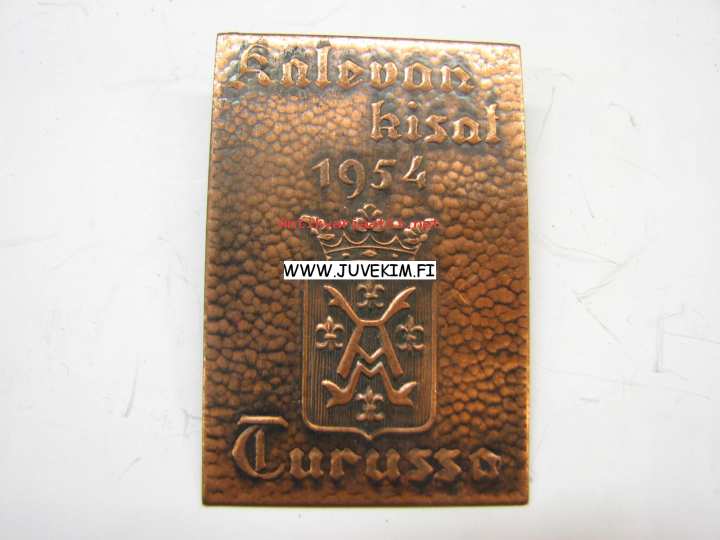 Kalevan
kisat
1954
WWW.JUVEKIM.FI
Turussa